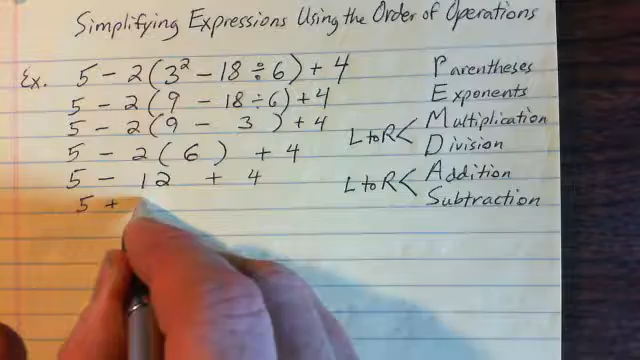 Simplifying Expressions Using the Order of Operations
Ex. 5 - 2(3² - 18 ÷ 6) + 4
5 - 2(9 - 18 ÷ 6) + 4
5 - 2(9 - 3) + 4
5 - 2(6) + 4
5 - 12 + 4
5 +
Parentheses
Exponents
L to R < Multiplication
Division
L to R < Addition
Subtraction